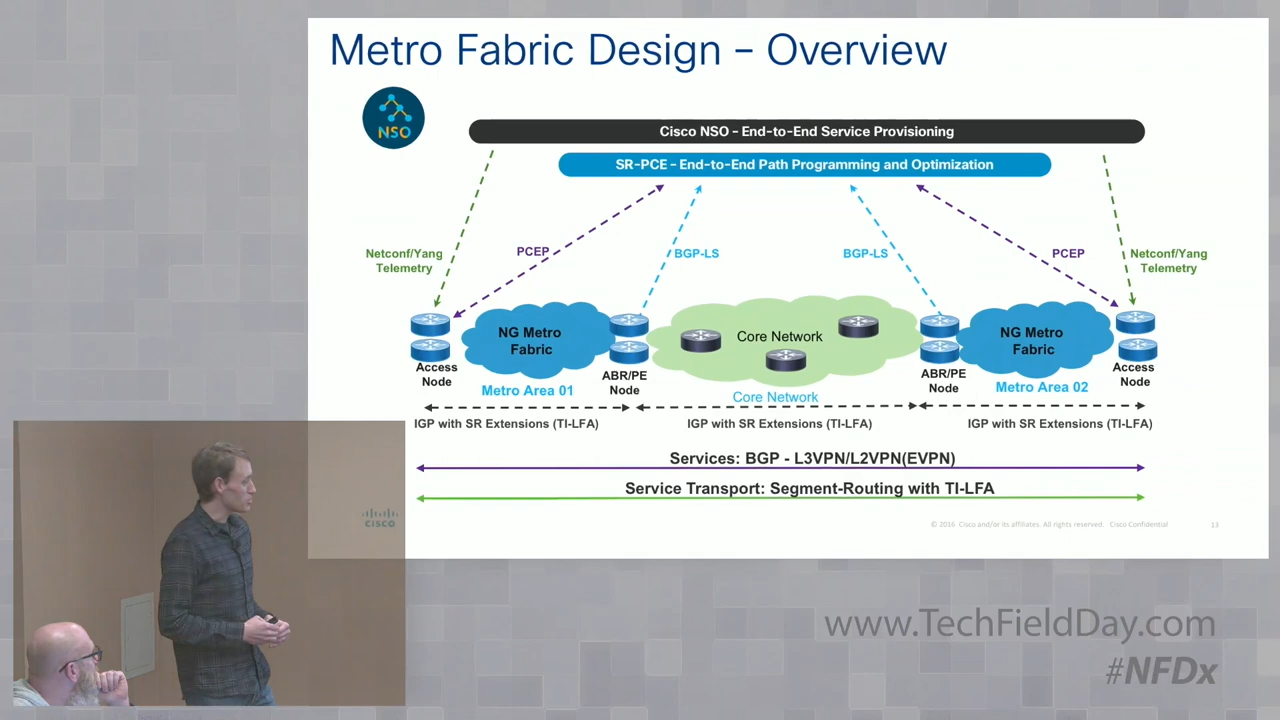 Metro Fabric Design – Overview
NSO
Cisco NSO – End-to-End Service Provisioning
SR-PCE – End-to-End Path Programming and Optimization
Netconf/Yang
Telemetry
PCEP
BGP-LS
BGP-LS
PCEP
Netconf/Yang
Telemetry
NG Metro
Fabric
Core Network
NG Metro
Fabric
Access
Node
Metro Area 01
ABR/PE
Node
Core Network
ABR/PE
Node
Metro Area 02
Access
Node
IGP with SR Extensions (TI-LFA)
IGP with SR Extensions (TI-LFA)
IGP with SR Extensions (TI-LFA)
Services: BGP - L3VPN/L2VPN(EVPN)
Service Transport: Segment-Routing with TI-LFA
CISCO
© 2016 Cisco and/or its affiliates. All rights reserved. Cisco Confidential
13
www.TechFieldDay.com
#NFDx